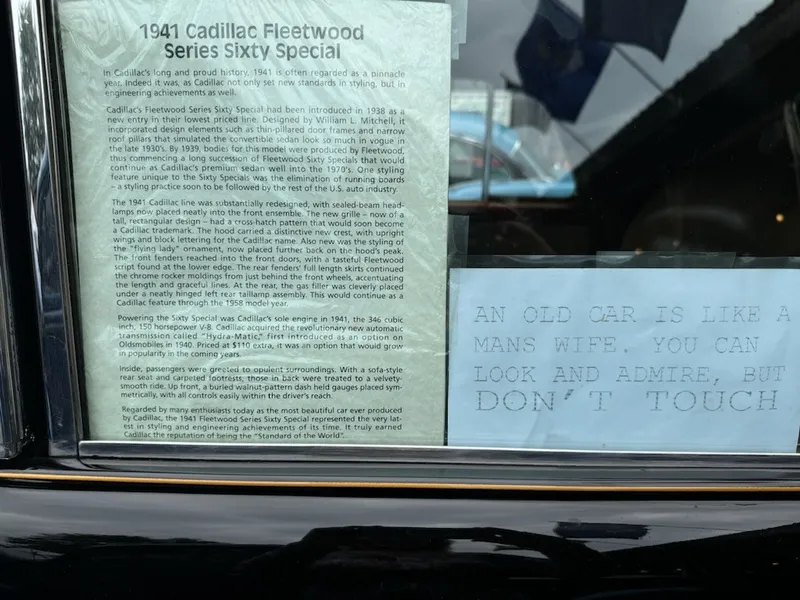 1941 Cadillac Fleetwood
Series Sixty Special
In Cadillac's long and proud history, 1941 is often regarded as a pinnacle
year. Indeed it was, as Cadillac not only set new standards in styling, but in
engineering achievements as well.
Cadillac's Fleetwood Series Sixty Special had been introduced in 1938 as a
new entry in their lowest priced line. Designed by William L. Mitchell, it
incorporated design elements such as thin-pillared door frames and narrow
roof pillars that simulated the convertible sedan look so much in vogue in
the late 1930's. By 1939, bodies for this model were produced by Fleetwood,
thus commencing a long succession of Fleetwood Sixty Specials that would
continue as Cadillac's premium sedan well into the 1970's. One styling
feature unique to the Sixty Specials was the elimination of running boards
– a styling practice soon to be followed by the rest of the U.S. auto industry.
The 1941 Cadillac line was substantially redesigned, with sealed-beam head-
lamps now placed neatly into the front ensemble. The new grille – now of a
tall, rectangular design – had a cross-hatch pattern that would soon become
a Cadillac trademark. The hood carried a distinctive new crest, with upright
wings and block lettering for the Cadillac name. Also new was the styling of
the "flying lady" ornament, now placed further back on the hood's peak.
The front fenders reached into the front doors, with a tasteful Fleetwood
script found at the lower edge. The rear fenders' full length skirts continued
the chrome rocker moldings from just behind the front wheels, accentuating
the length and graceful lines. At the rear, the gas filler was cleverly placed
under a neatly hinged left rear taillamp assembly. This would continue as a
Cadillac feature through the 1958 model year.
Powering the Sixty Special was Cadillac's sole engine in 1941, the 346 cubic
inch, 150 horsepower V-8. Cadillac acquired the revolutionary new automatic
transmission called "Hydra-Matic," first introduced as an option on
Oldsmobiles in 1940. Priced at $110 extra, it was an option that would grow
in popularity in the coming years.
Inside, passengers were greeted to opulent surroundings. With a sofa-style
rear seat and carpeted footrests, those in back were treated to a velvety-
smooth ride. Up front, a buried walnut-pattern dash held gauges placed sym-
metrically, with all controls easily within the driver's reach.
Regarded by many enthusiasts today as the most beautiful car ever produced
by Cadillac, the 1941 Fleetwood Series Sixty Special represented the very lat-
est in styling and engineering achievements of its time. It truly earned
Cadillac the reputation of being the "Standard of the World".
AN OLD CAR IS LIKE A
MANS WIFE. YOU CAN
LOOK AND ADMIRE, BUT
DON'T TOUCH